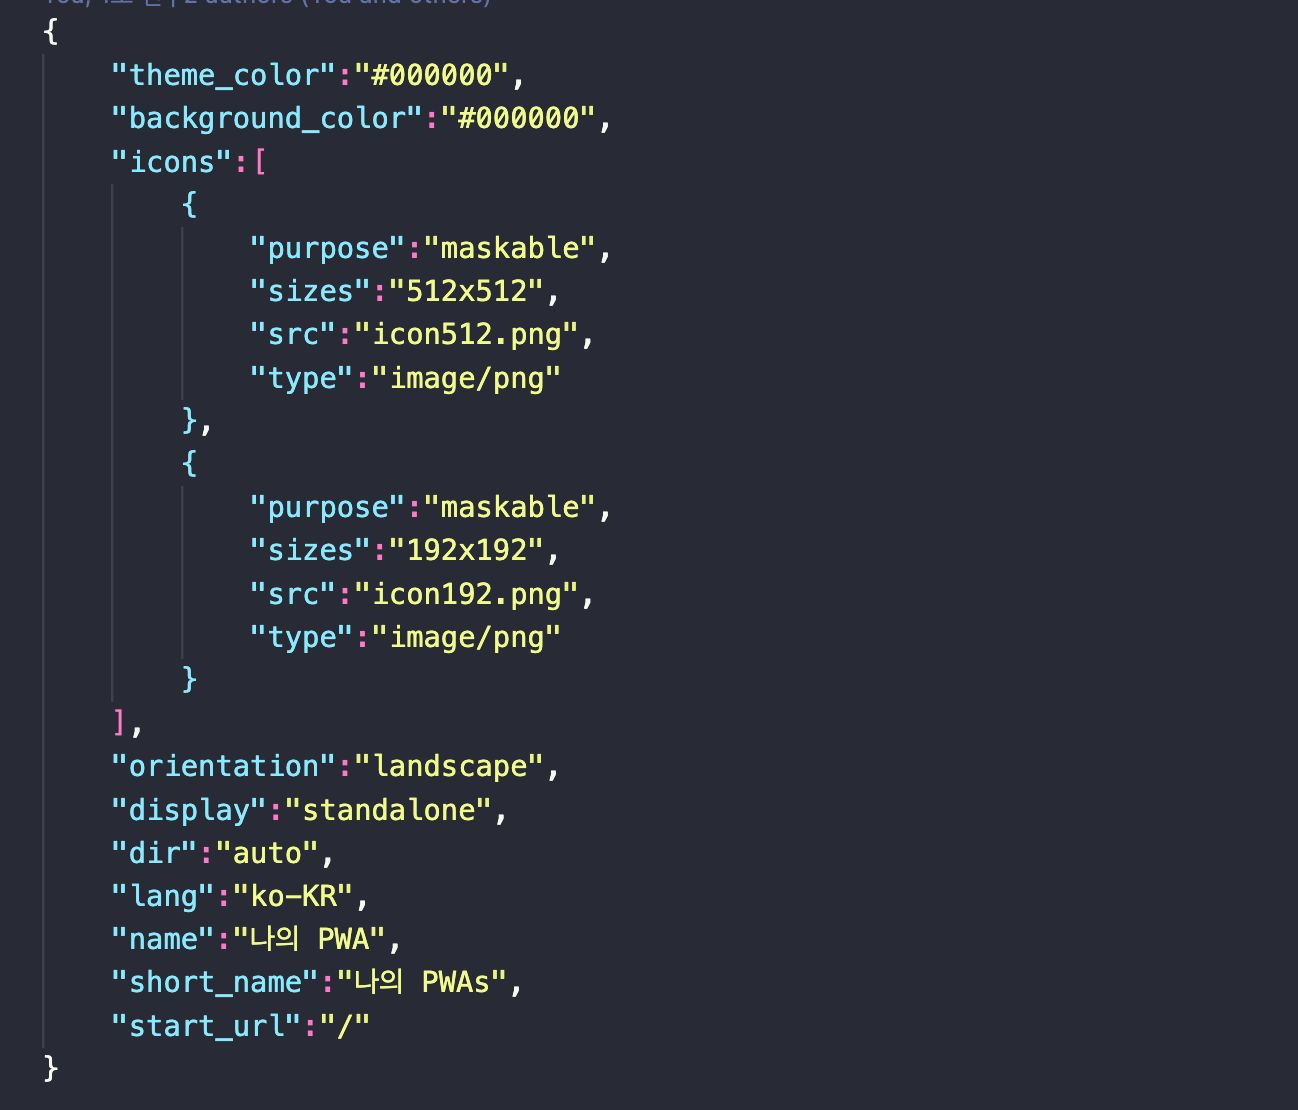 {
"theme_color":"#000000",
"background_color":"#000000",
"icons":[
{
"purpose":"maskable",
"sizes":"512x512",
"src":"icon512.png",
"type":"image/png"
},
{
"purpose":"maskable",
"sizes":"192x192",
"src":"icon192.png",
"type":"image/png"
}
],
"orientation":"landscape",
"display":"standalone",
"dir":"auto",
"lang":"ko-KR",
"name":"나의 PWA",
"short_name":"나의 PWAs",
"start_url":"/"
}